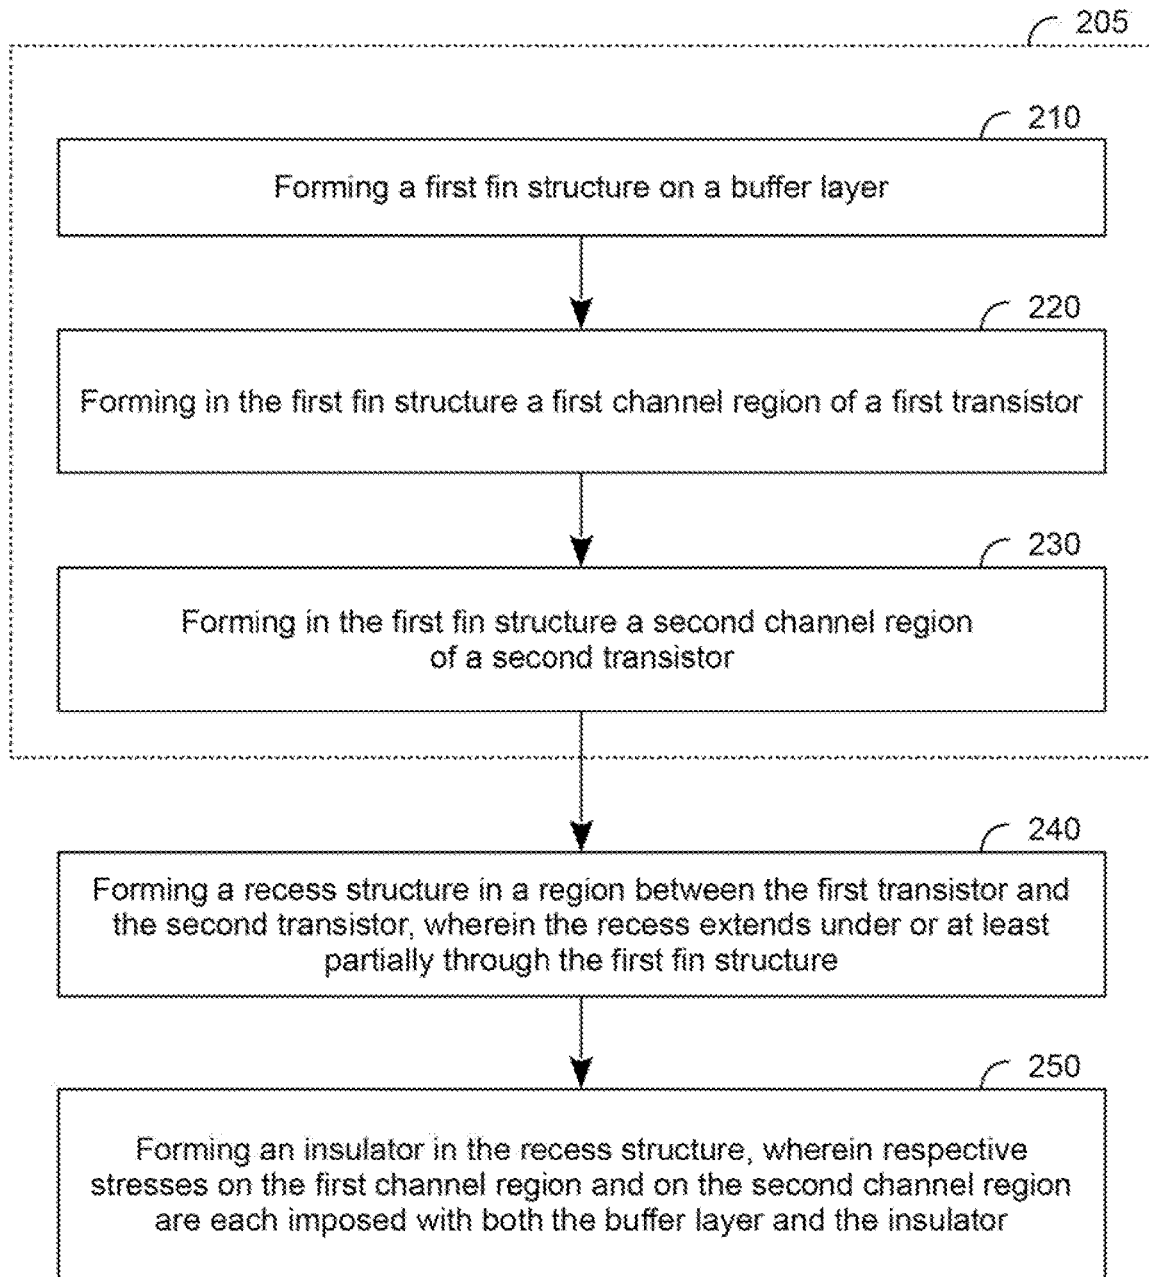 205
210
Forming a first fin structure on a buffer layer
220
Forming in the first fin structure a first channel region of a first transistor
230
Forming in the first fin structure a second channel region
of a second transistor
240
Forming a recess structure in a region between the first transistor and
the second transistor, wherein the recess extends under or at least
partially through the first fin structure
250
Forming an insulator in the recess structure, wherein respective
stresses on the first channel region and on the second channel region
are each imposed with both the buffer layer and the insulator